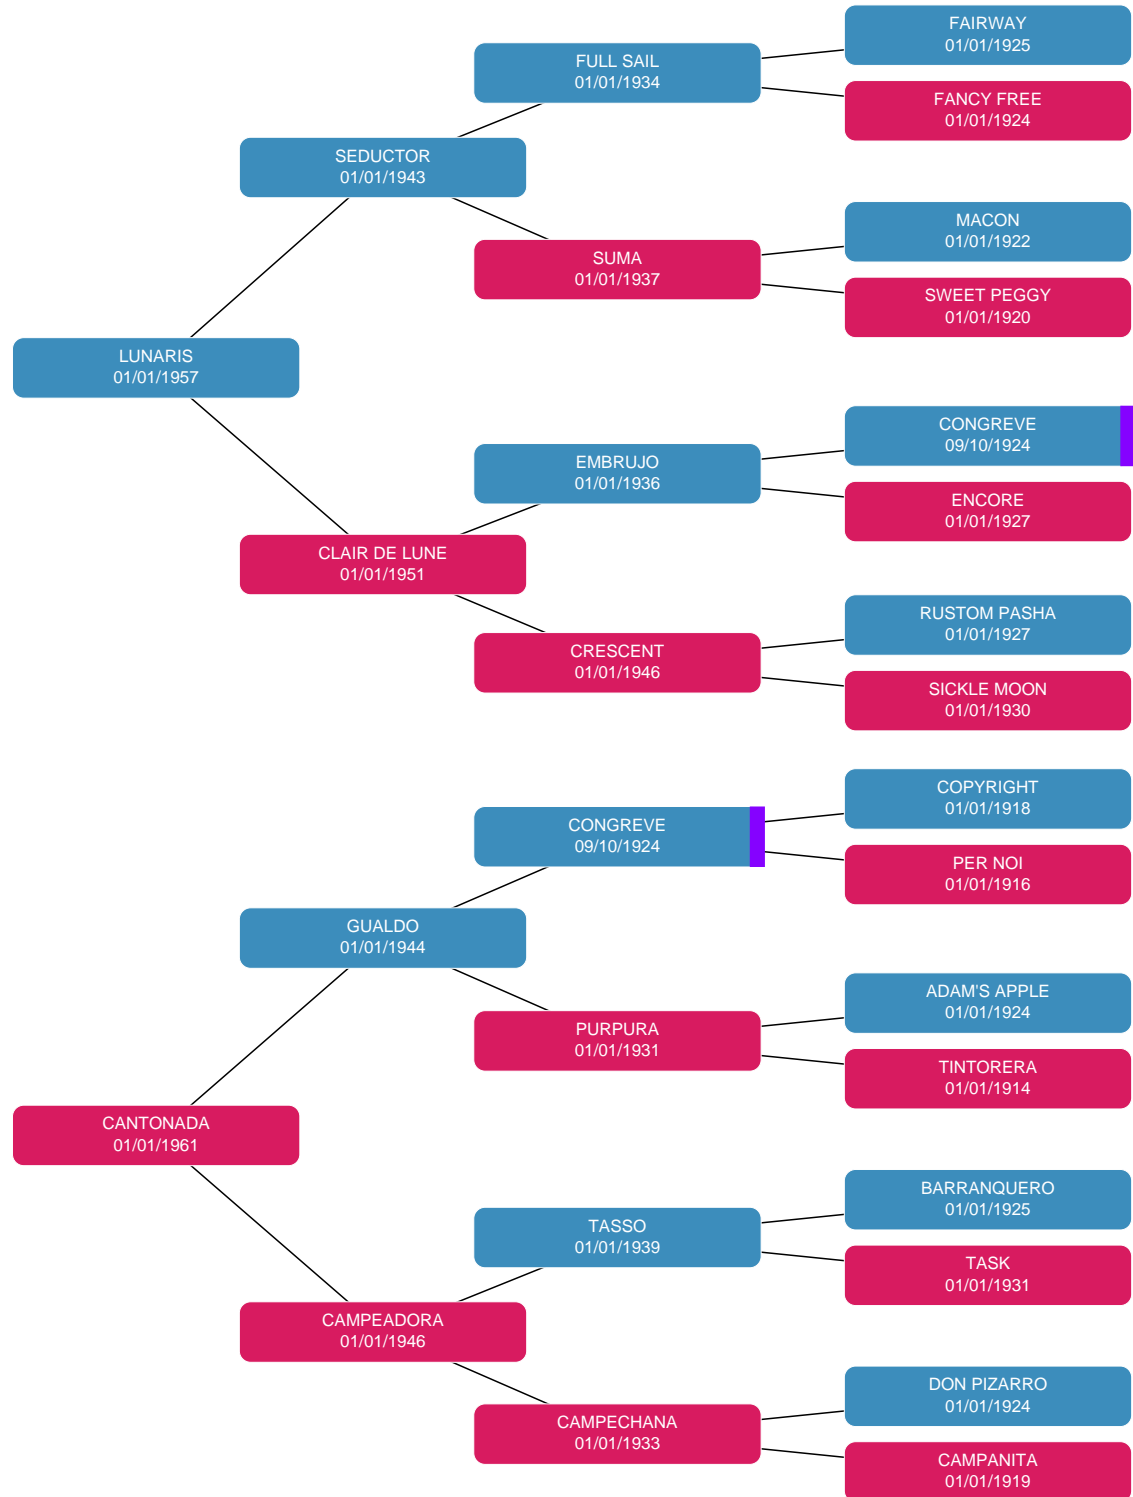 FAIRWAY
01/01/1925
FULL SAIL
01/01/1934
FANCY FREE
01/01/1924
SEDUCTOR
01/01/1943
MACON
01/01/1922
SUMA
01/01/1937
SWEET PEGGY
01/01/1920
LUNARIS
01/01/1957
CONGREVE
09/10/1924
EMBRUJO
01/01/1936
ENCORE
01/01/1927
CLAIR DE LUNE
01/01/1951
RUSTOM PASHA
01/01/1927
CRESCENT
01/01/1946
SICKLE MOON
01/01/1930
COPYRIGHT
01/01/1918
CONGREVE
09/10/1924
PER NOI
01/01/1916
GUALDO
01/01/1944
ADAM'S APPLE
01/01/1924
PURPURA
01/01/1931
TINTORERA
01/01/1914
CANTONADA
01/01/1961
BARRANQUERO
01/01/1925
TASSO
01/01/1939
TASK
01/01/1931
CAMPEADORA
01/01/1946
DON PIZARRO
01/01/1924
CAMPECHANA
01/01/1933
CAMPANITA
01/01/1919